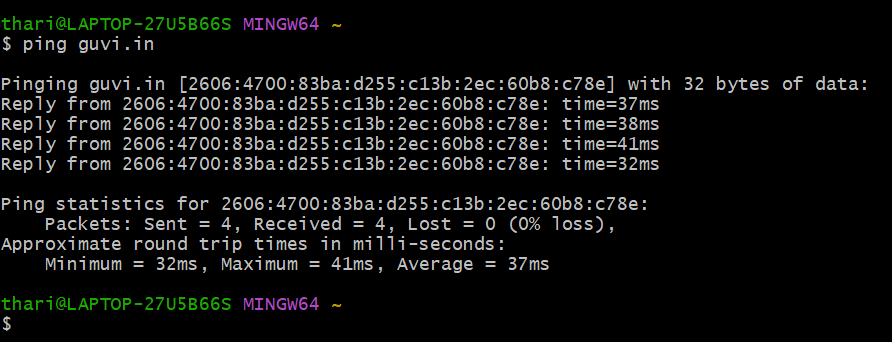 thari@LAPTOP-27U5B66S MINGW64 ~
$ ping guvi.in
Pinging guvi.in [2606:4700:83ba:d255:c13b:2ec:60b8:c78e] with 32 bytes of data:
Reply from 2606:4700:83ba:d255:c13b:2ec:60b8:c78e: time=37ms
Reply from 2606:4700:83ba:d255:c13b:2ec:60b8:c78e: time=38ms
Reply from 2606:4700:83ba:d255:c13b:2ec:60b8:c78e: time=41ms
Reply from 2606:4700:83ba:d255:c13b:2ec:60b8:c78e: time=32ms
Ping statistics for 2606:4700:83ba:d255:c13b:2ec:60b8:c78e:
    Packets: Sent = 4, Received = 4, Lost = 0 (0% loss),
Approximate round trip times in milli-seconds:
    Minimum = 32ms, Maximum = 41ms, Average = 37ms
thari@LAPTOP-27U5B66S MINGW64 ~
$